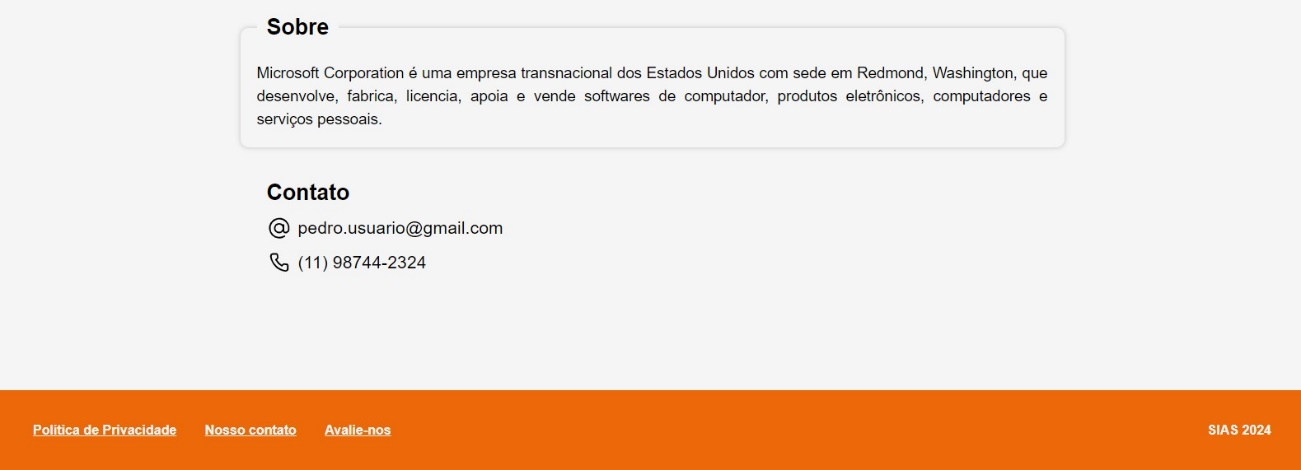 Sobre
Microsoft Corporation é uma empresa transnacional dos Estados Unidos com sede em Redmond, Washington, que
desenvolve, fabrica, licencia, apoia e vende softwares de computador, produtos eletrônicos, computadores e
serviços pessoais.
Contato
pedro.usuario@gmail.com
(11) 98744-2324
Política de Privacidade Nosso contato Avalie-nos SIAS 2024